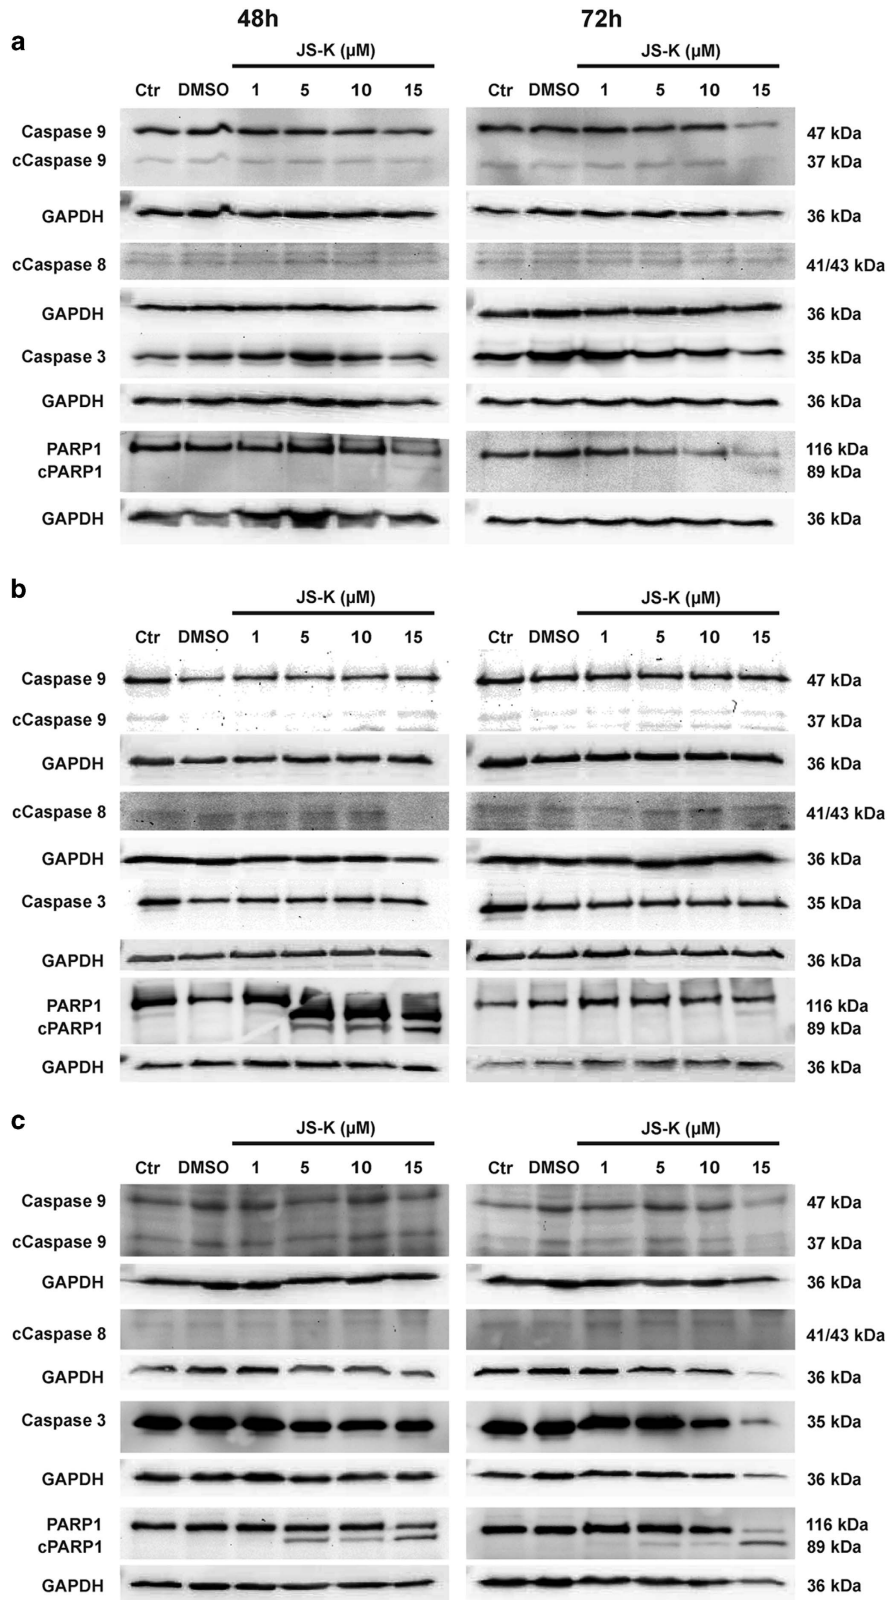 48h 72h
a
JS-K (µM) JS-K (µM)
Ctr DMSO 1 5 10 15 Ctr DMSO 1 5 10 15
Caspase 9 47 kDa
cCaspase 9 37 kDa
GAPDH 36 kDa
cCaspase 8 41/43 kDa
GAPDH 36 kDa
Caspase 3 35 kDa
GAPDH 36 kDa
PARP1 116 kDa
cPARP1 89 kDa
GAPDH 36 kDa
b
JS-K (µM) JS-K (µM)
Ctr DMSO 1 5 10 15 Ctr DMSO 1 5 10 15
Caspase 9 47 kDa
cCaspase 9 37 kDa
GAPDH 36 kDa
cCaspase 8 41/43 kDa
GAPDH 36 kDa
Caspase 3 35 kDa
GAPDH 36 kDa
PARP1 116 kDa
cPARP1 89 kDa
GAPDH 36 kDa
c
JS-K (µM) JS-K (µM)
Ctr DMSO 1 5 10 15 Ctr DMSO 1 5 10 15
Caspase 9 47 kDa
cCaspase 9 37 kDa
GAPDH 36 kDa
cCaspase 8 41/43 kDa
GAPDH 36 kDa
Caspase 3 35 kDa
GAPDH 36 kDa
PARP1 116 kDa
cPARP1 89 kDa
GAPDH 36 kDa